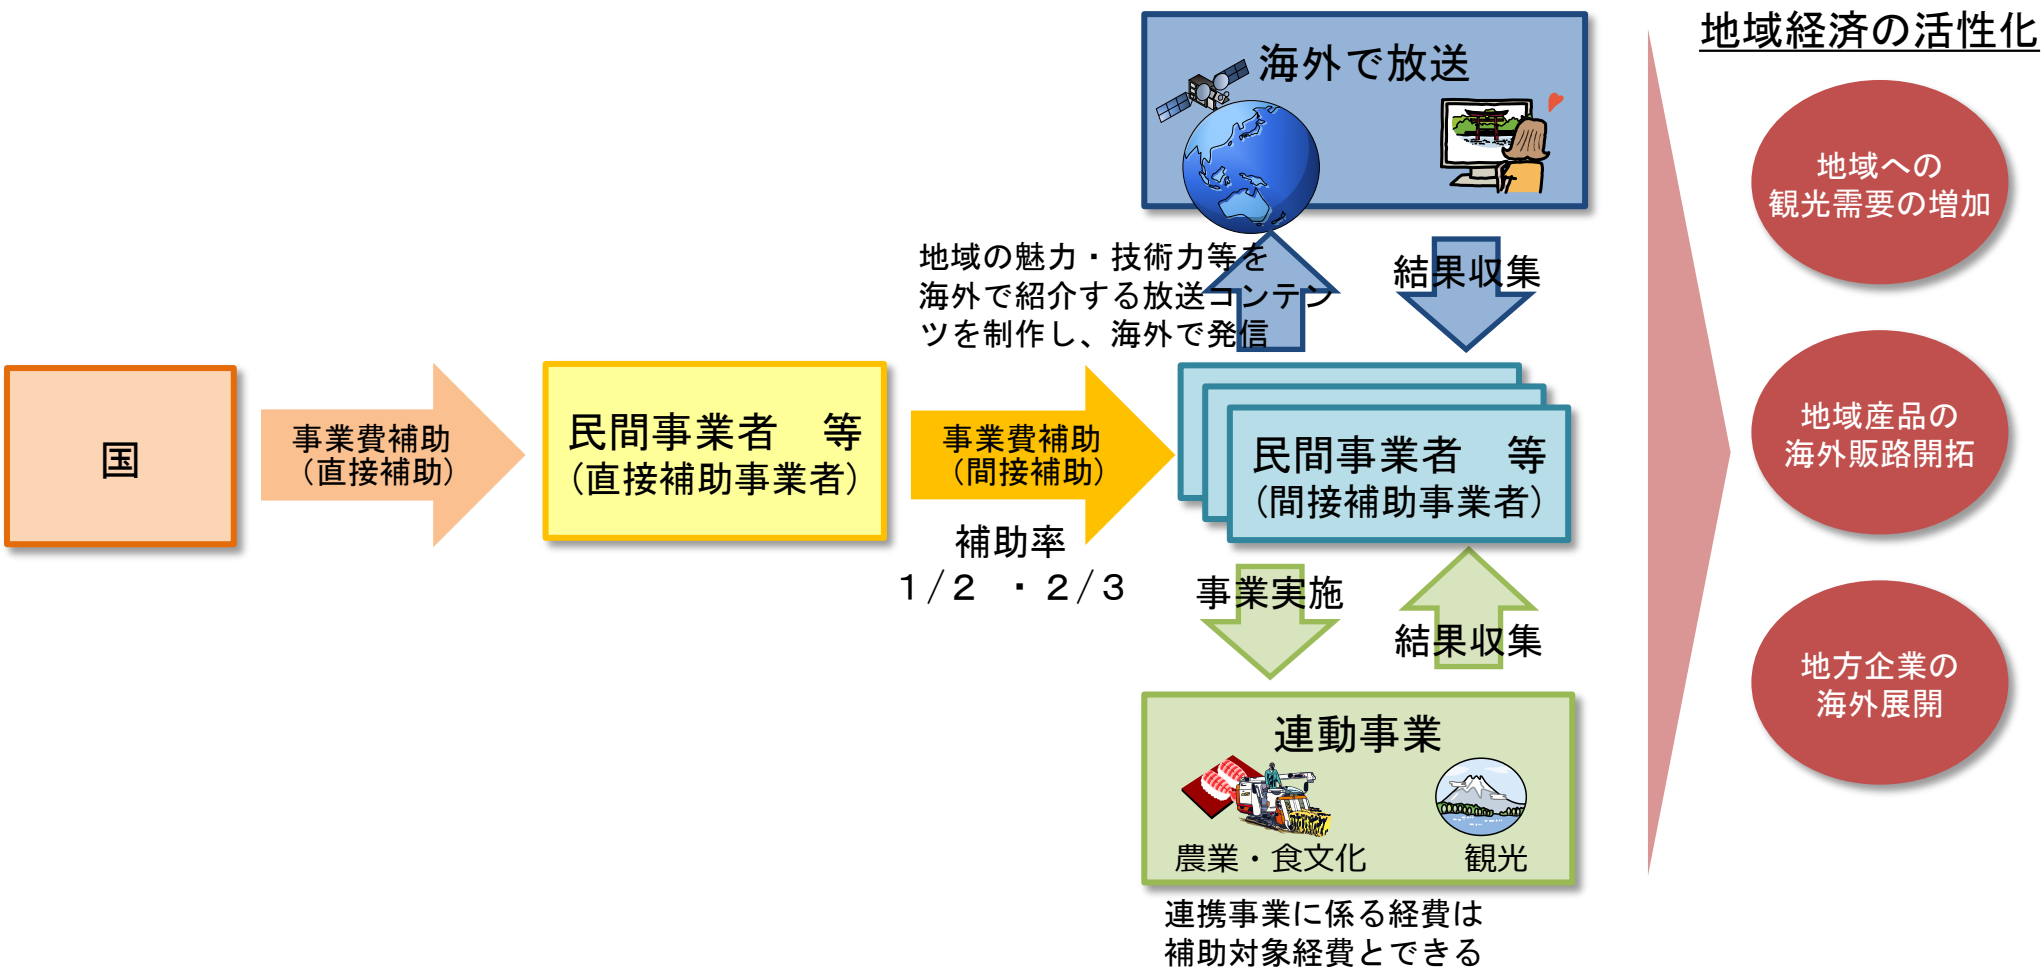 海外で放送
地域の魅力・技術力等を
海外で紹介する放送コンテン
ツを制作し、海外で発信
結果収集
国
事業費補助
（直接補助）
民間事業者　等
（直接補助事業者）
事業費補助
（間接補助）
補助率
１／２　・２／３
民間事業者　等
（間接補助事業者）
事業実施
結果収集
連動事業
農業・食文化
観光
連携事業に係る経費は
補助対象経費とできる
地域経済の活性化
地域への
観光需要の増加
地域産品の
海外販路開拓
地方企業の
海外展開